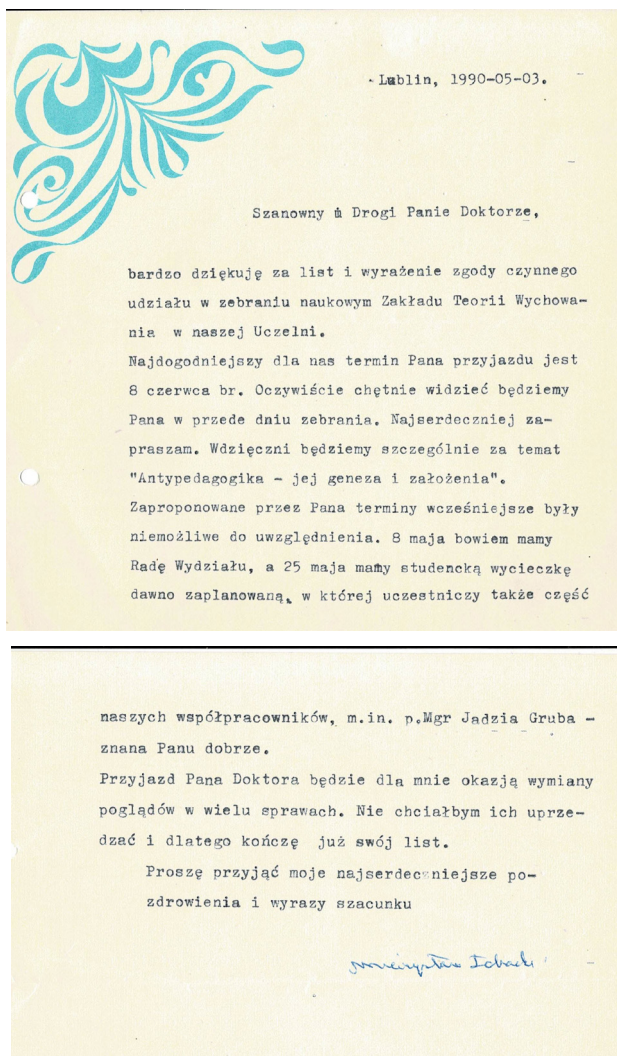 Lublin, 1990-05-03.
Szanowny i Drogi Panie Doktorze,
bardzo dziękuję za list i wyrażenie zgody czynnego
udziału w zebraniu naukowym Zakładu Teorii Wychowa-
nia w naszej Uczelni.
Najdogodniejszy dla nas termin Pana przyjazdu jest
8 czerwca br. Oczywiście chętnie widzieć będziemy
Pana w przede dniu zebrania. Najserdeczniej za-
praszam. Wdzięczni będziemy szczególnie za temat
"Antypedagogika - jej geneza i założenia".
Zaproponowane przez Pana terminy wcześniejsze były
niemożliwe do uwzględnienia. 8 maja bowiem mamy
Radę Wydziału, a 25 maja mamy studencką wycieczkę
dawno zaplanowaną, w której uczestniczy także część
naszych współpracowników, m.in. p.Mgr Jadzia Gruba -
znana Panu dobrze.
Przyjazd Pana Doktora będzie dla mnie okazją wymiany
poglądów w wielu sprawach. Nie chciałbym ich uprze-
dzać i dlatego kończę już swój list.
Proszę przyjąć moje najserdeczniejsze po-
zdrowienia i wyrazy szacunku